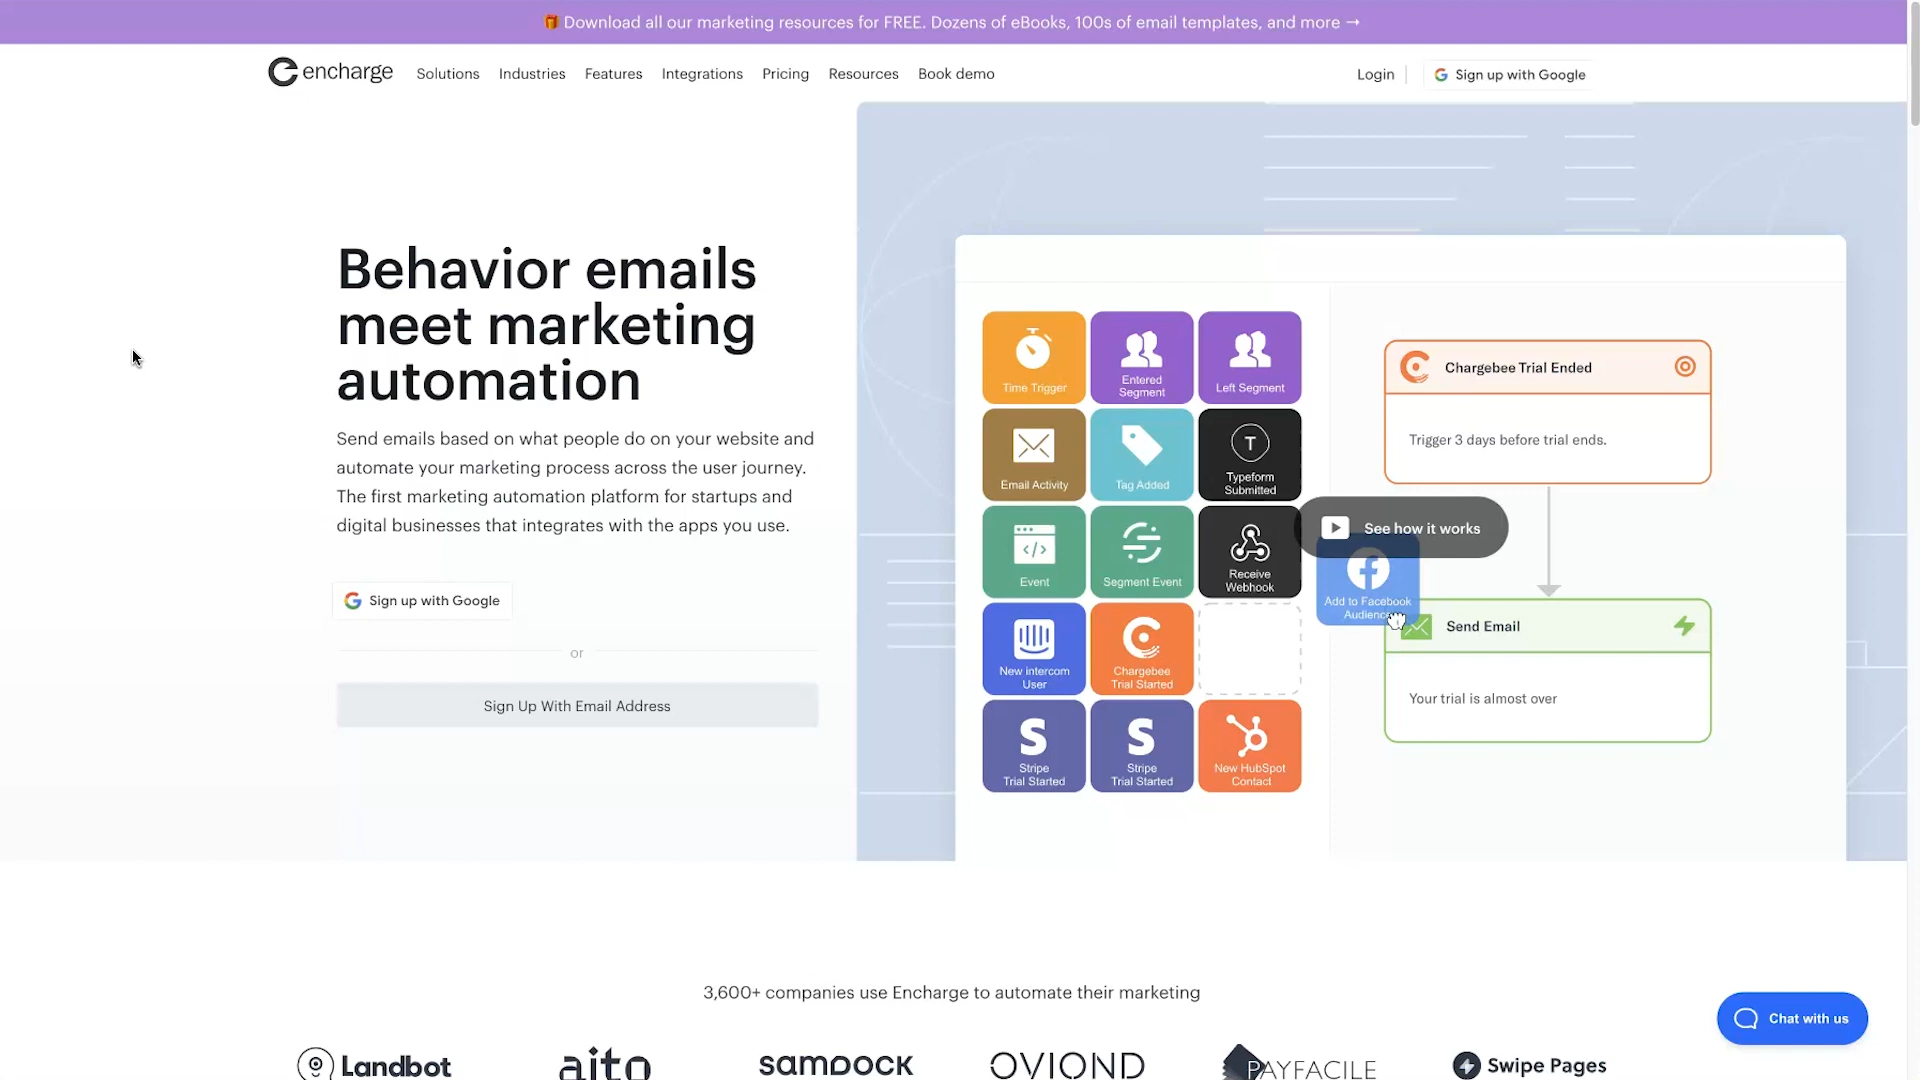 🎁 Download all our marketing resources for FREE. Dozens of eBooks, 100s of email templates, and more →
encharge
Solutions
Industries
Features
Integrations
Pricing
Resources
Book demo
Login
Sign up with Google
Behavior emails
meet marketing
automation
Send emails based on what people do on your website and
automate your marketing process across the user journey.
The first marketing automation platform for startups and
digital businesses that integrates with the apps you use.
Sign up with Google
or
Sign Up With Email Address
Time Trigger
Entered
Segment
Left Segment
Email Activity
Tag Added
T
Typeform
Submitted
Event
Segment Event
Receive
Webhook
New intercom
User
Chargebee
Trial Started
S
Stripe
Trial Started
S
Stripe
Trial Started
New HubSpot
Contact
Chargebee Trial Ended
Trigger 3 days before trial ends.
See how it works
Add to Facebook
Audience
Send Email
Your trial is almost over
3,600+ companies use Encharge to automate their marketing
Landbot
aito
SAMDOCK
OVIOND
PAYFACILE
Swipe Pages
Chat with us